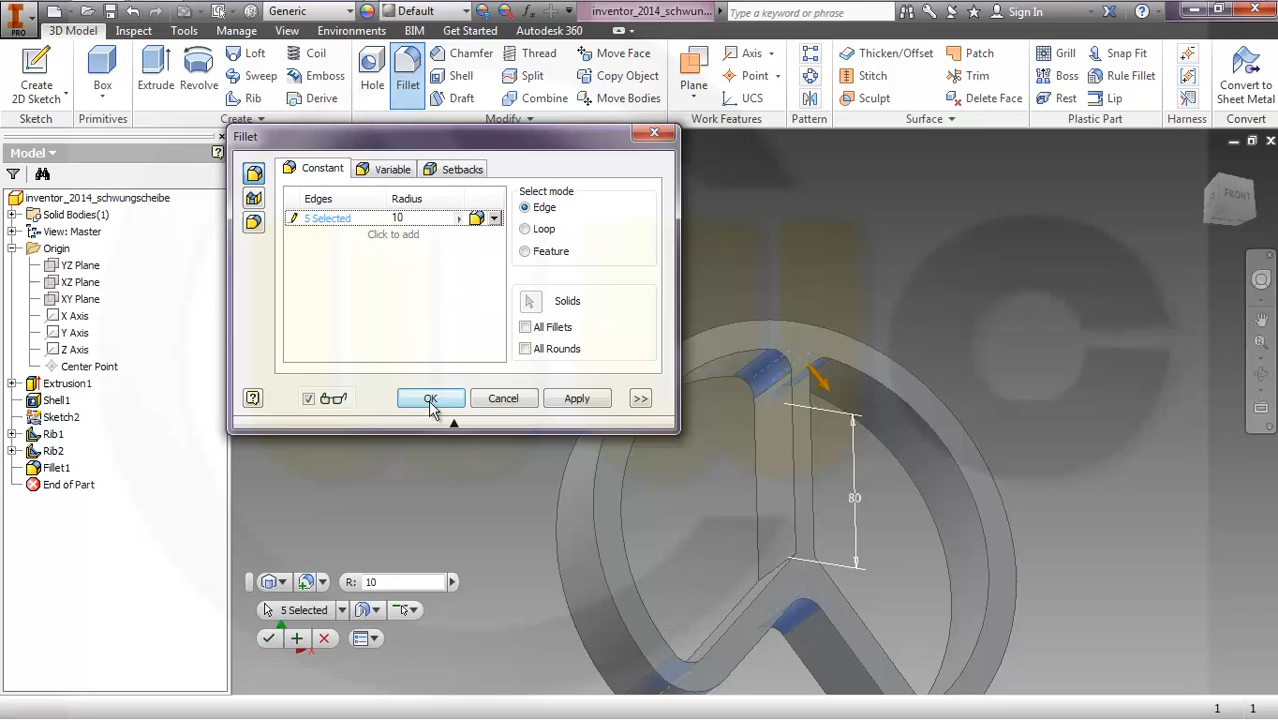 Generic
Default
inventor_2014_schwun...
Type a keyword or phrase
Sign In
PRO
3D Model
Inspect
Tools
Manage
View
Environments
BIM
Get Started
Autodesk 360
Create
2D Sketch
Box
Extrude
Revolve
Loft
Sweep
Rib
Coil
Emboss
Derive
Hole
Fillet
Chamfer
Shell
Draft
Thread
Split
Combine
Move Face
Copy Object
Move Bodies
Plane
Axis
Point
UCS
Thicken/Offset
Stitch
Sculpt
Patch
Trim
Delete Face
Grill
Boss
Rest
Snap Fit
Rule Fillet
Lip
Convert to
Sheet Metal
Sketch
Primitives
Create
Modify
Work Features
Pattern
Surface
Plastic Part
Harness
Convert
Model
inventor_2014_schwungscheibe
Solid Bodies(1)
View: Master
Origin
YZ Plane
XZ Plane
XY Plane
X Axis
Y Axis
Z Axis
Center Point
Extrusion1
Shell1
Sketch2
Rib1
Rib2
Fillet1
End of Part
Fillet
Constant
Variable
Setbacks
Edges Radius
5 Selected 10
Click to add
Select mode
Edge
Loop
Feature
Solids
All Fillets
All Rounds
OK
Cancel
Apply
>>
FRONT
80
R: 10
5 Selected
X
1 1